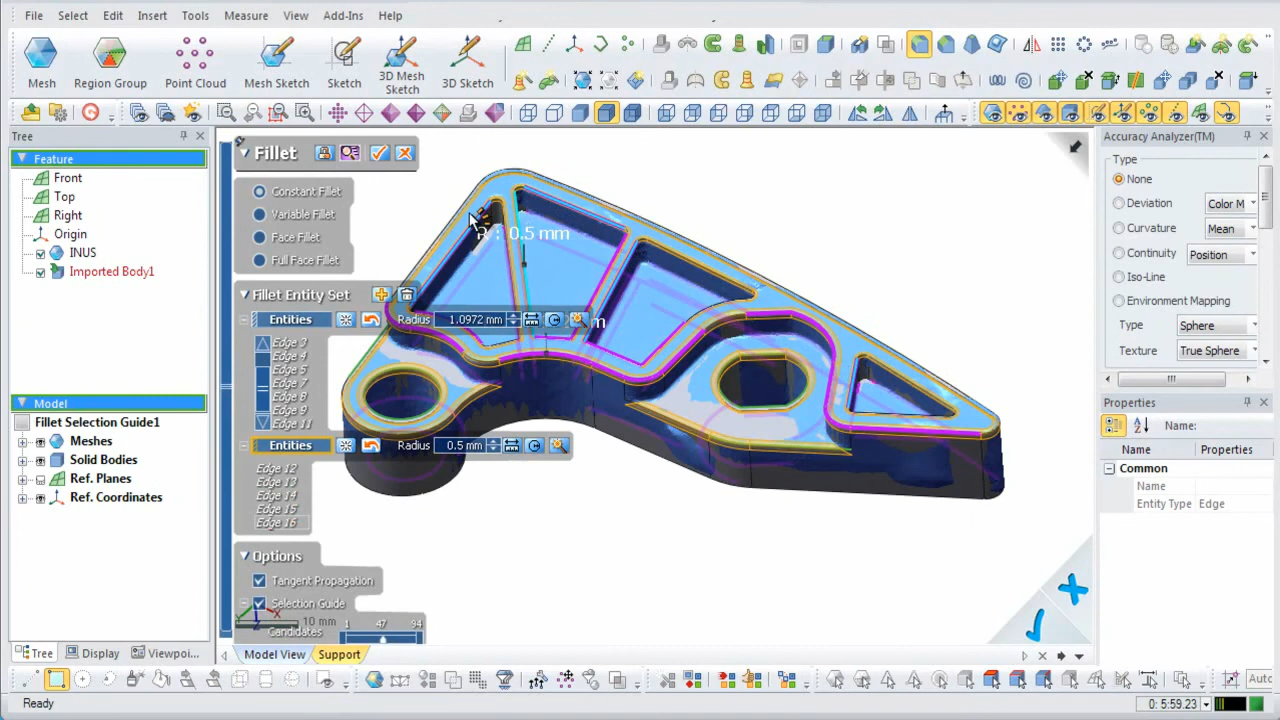 File Select Edit Insert Tools Measure View Add-Ins Help
Mesh Region Group Point Cloud Mesh Sketch Sketch 3D Mesh Sketch 3D Sketch
Tree
Feature
Front
Top
Right
Origin
INUS
Imported Body1
Model
Fillet Selection Guide1
Meshes
Solid Bodies
Ref. Planes
Ref. Coordinates
Tree Display Viewpoi...
Fillet
Constant Fillet
Variable Fillet
Face Fillet
Full Face Fillet
Fillet Entity Set
Entities Radius 1.0972 mm
Edge 3
Edge 4
Edge 5
Edge 7
Edge 8
Edge 9
Edge 11
Entities Radius 0.5 mm
Edge 12
Edge 13
Edge 14
Edge 15
Edge 16
Options
Tangent Propagation
Selection Guide
10 mm
Candidates 1 47 94
R : 0.5 mm
m
Model View Support
Accuracy Analyzer(TM)
Type
None
Deviation Color M
Curvature Mean
Continuity Position
Iso-Line
Environment Mapping
Type Sphere
Texture True Sphere
Properties
Name:
Name Properties
Common
Name
Entity Type Edge
Auto
Ready
0: 5:59.23